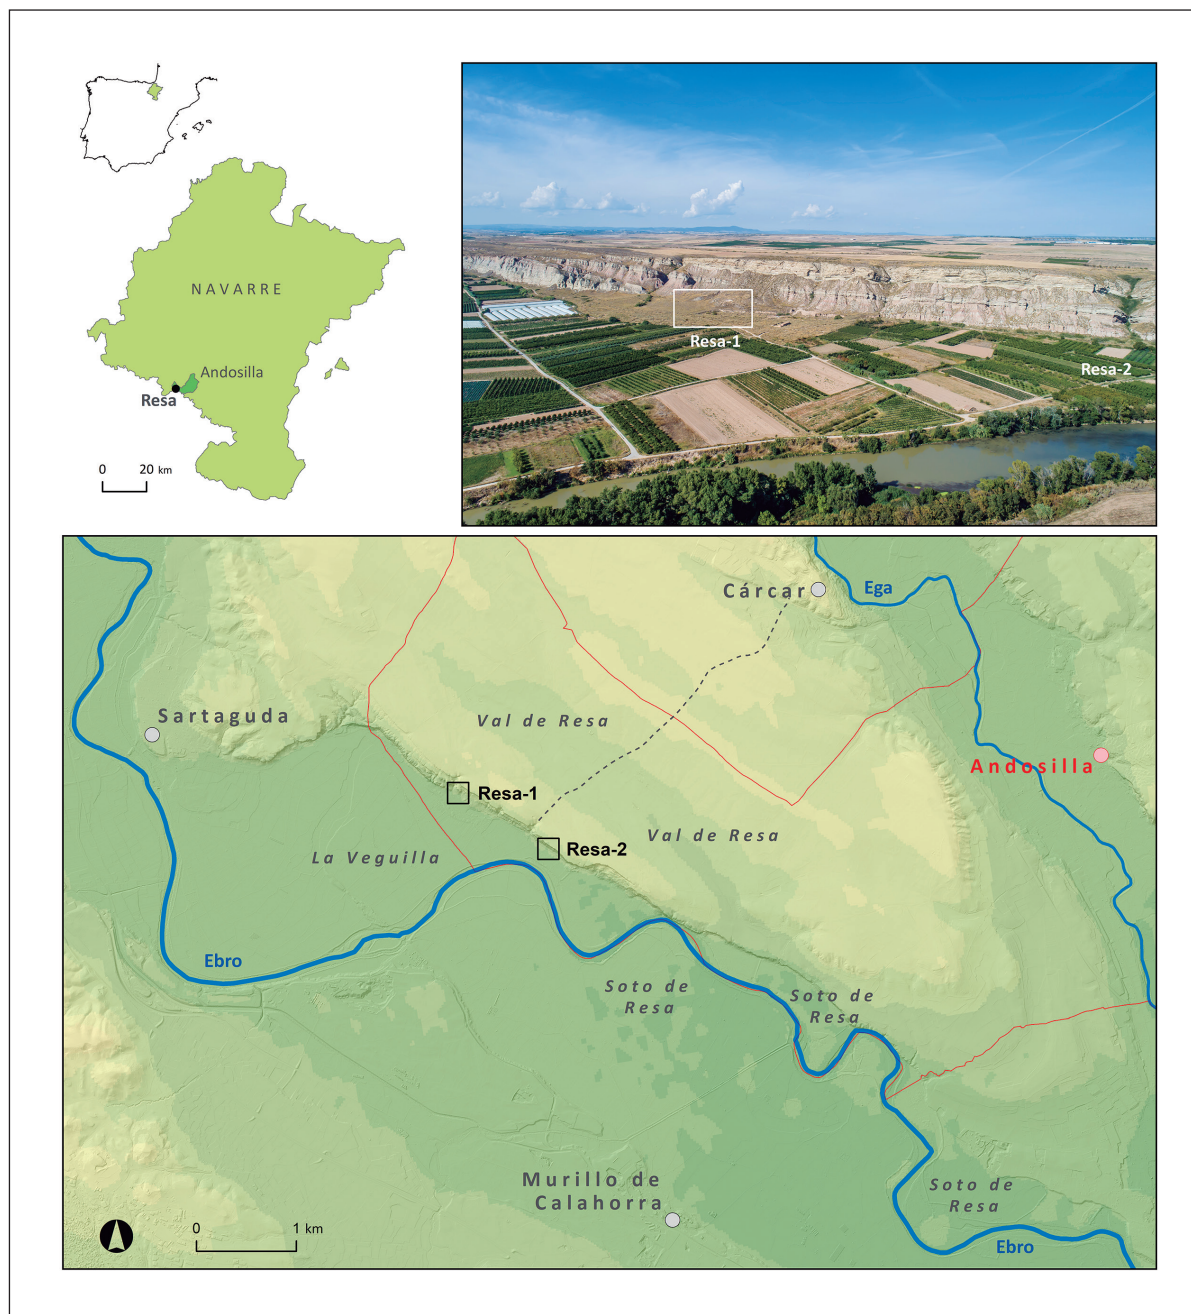 NAVARRE
Andosilla
Resa
0 20 km
Resa-1
Resa-2
Cárcar
Ega
Sartaguda
Val de Resa
Andosilla
Resa-1
Val de Resa
Resa-2
La Veguilla
Ebro
Soto de
Resa
Soto de
Resa
Murillo de
Calahorra
Soto de
Resa
0 1 km
Ebro